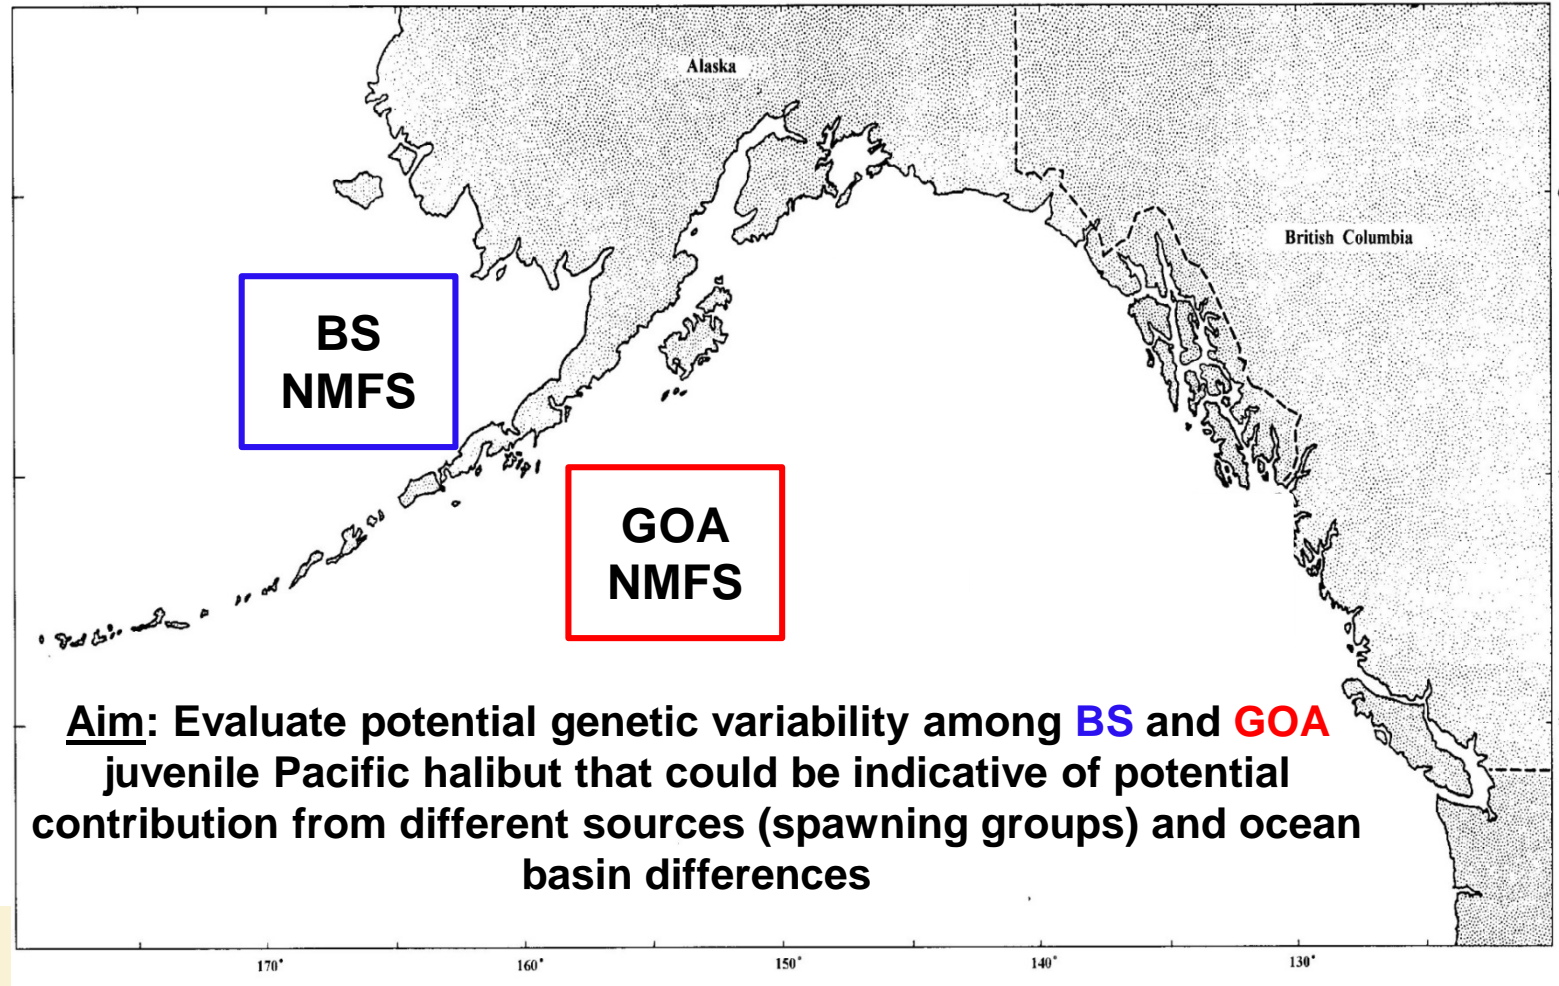 Alaska
British Columbia
BS
NMFS
GOA
NMFS
Aim: Evaluate potential genetic variability among BS and GOA
juvenile Pacific halibut that could be indicative of potential
contribution from different sources (spawning groups) and ocean
basin differences
170°
160°
150°
140°
130°